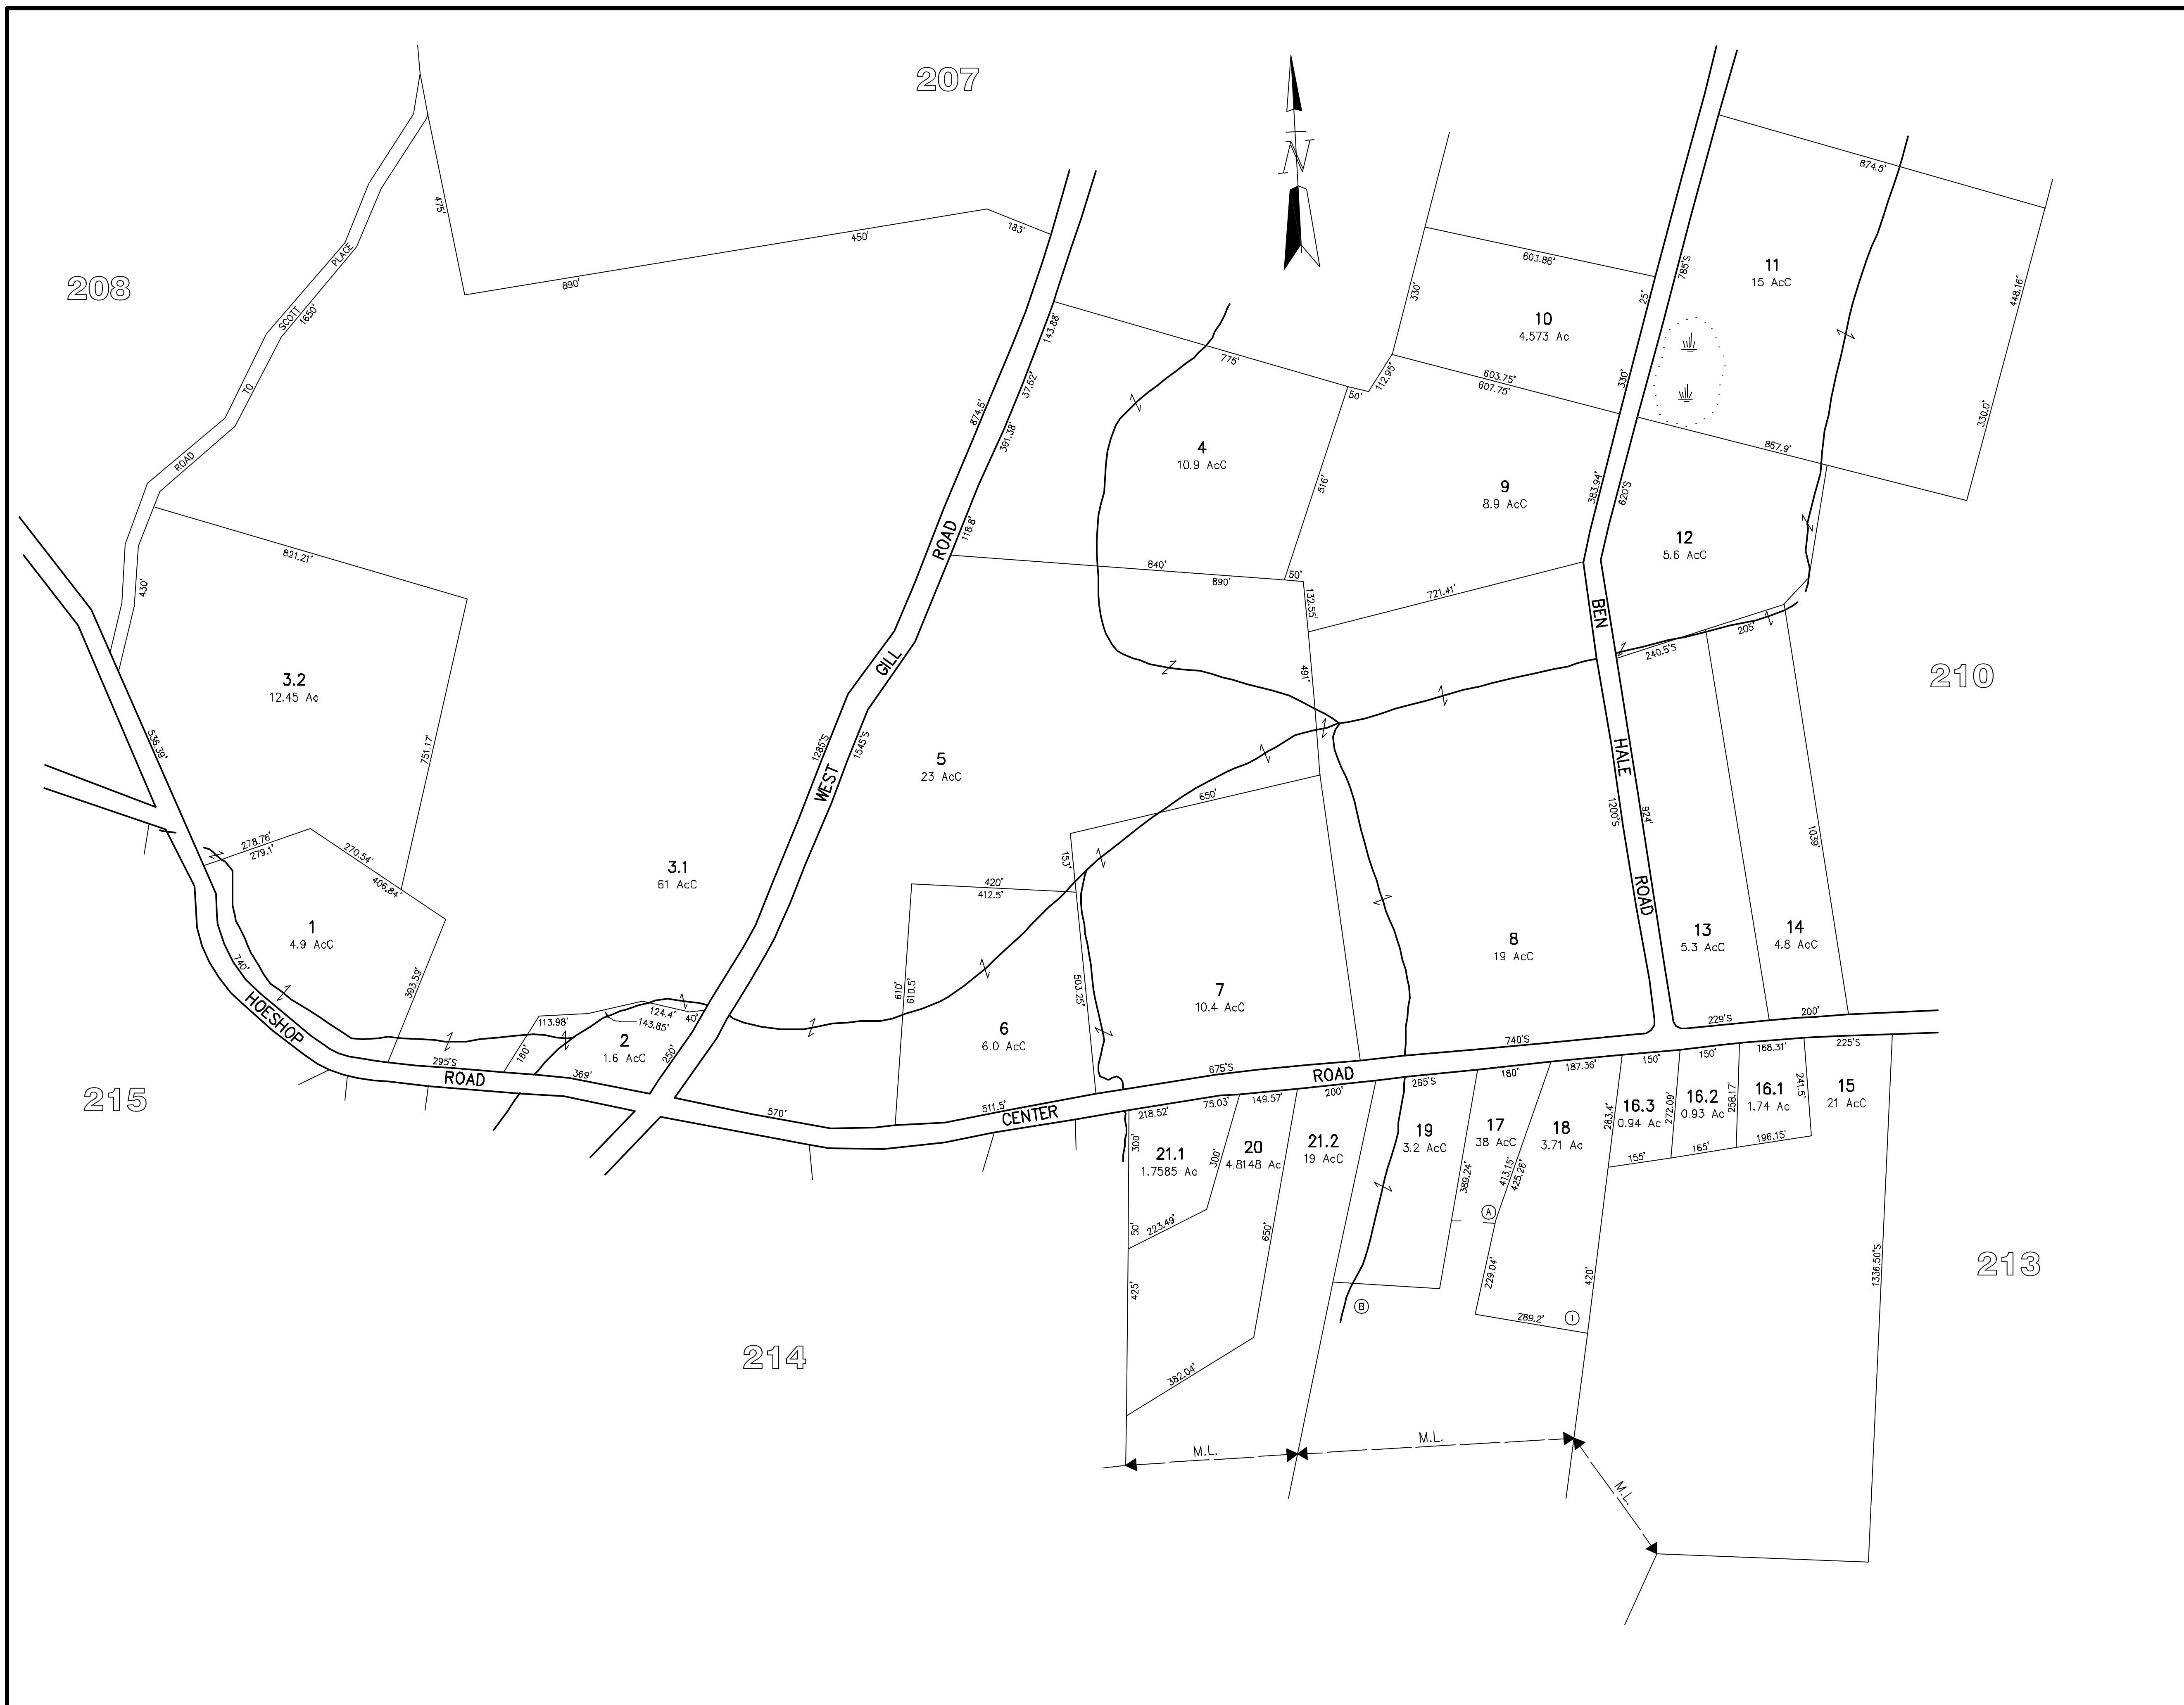 207
208
210
213
214
215
N
ROAD TO SCOTT PLACE
1650'
475'
890'
450'
183'
430'
821.21'
3.2
12.45 Ac
751.17'
536.39'
278.76'
279.1'
270.54'
406.84'
1
4.9 AcC
393.59'
740'
HOESHOP ROAD
295'S
3.1
61 AcC
113.98'
124.4'
143.85'
40'
160'
2
1.6 AcC
250'
369'
WEST GILL ROAD
874.5'
1285'S
1545'S
143.88'
37.62'
391.38'
118.8'
775'
50'
112.95'
4
10.9 AcC
516'
840'
890'
50'
132.55'
491'
5
23 AcC
650'
153'
420'
412.5'
610'
610.5'
503.25'
6
6.0 AcC
570'
511.5'
CENTER ROAD
7
10.4 AcC
675'S
330'
603.86'
25'
10
4.573 Ac
603.75'
607.75'
330'
9
8.9 AcC
383.94'
721.41'
785'S
11
15 AcC
874.5'
448.16'
330.0'
867.9'
620'S
12
5.6 AcC
BEN HALE ROAD
240.5'S
205'
1200'S
924'
1039'
8
19 AcC
740'S
13
5.3 AcC
229'S
14
4.8 AcC
200'
218.52'
75.03'
149.57'
200'
265'S
180'
187.36'
150'
150'
168.31'
225'S
300'
21.1
1.7585 Ac
300'
50'
223.49'
425'
20
4.8148 Ac
650'
382.04'
21.2
19 AcC
19
3.2 AcC
389.24'
B
17
38 AcC
413.15'
425.26'
A
18
3.71 Ac
229.04'
289.2'
1
420'
283.4'
16.3
0.94 Ac
272.09'
155'
16.2
0.93 Ac
258.17'
165'
16.1
1.74 Ac
241.5'
196.15'
15
21 AcC
1336.50'S
M.L.
M.L.
M.L.